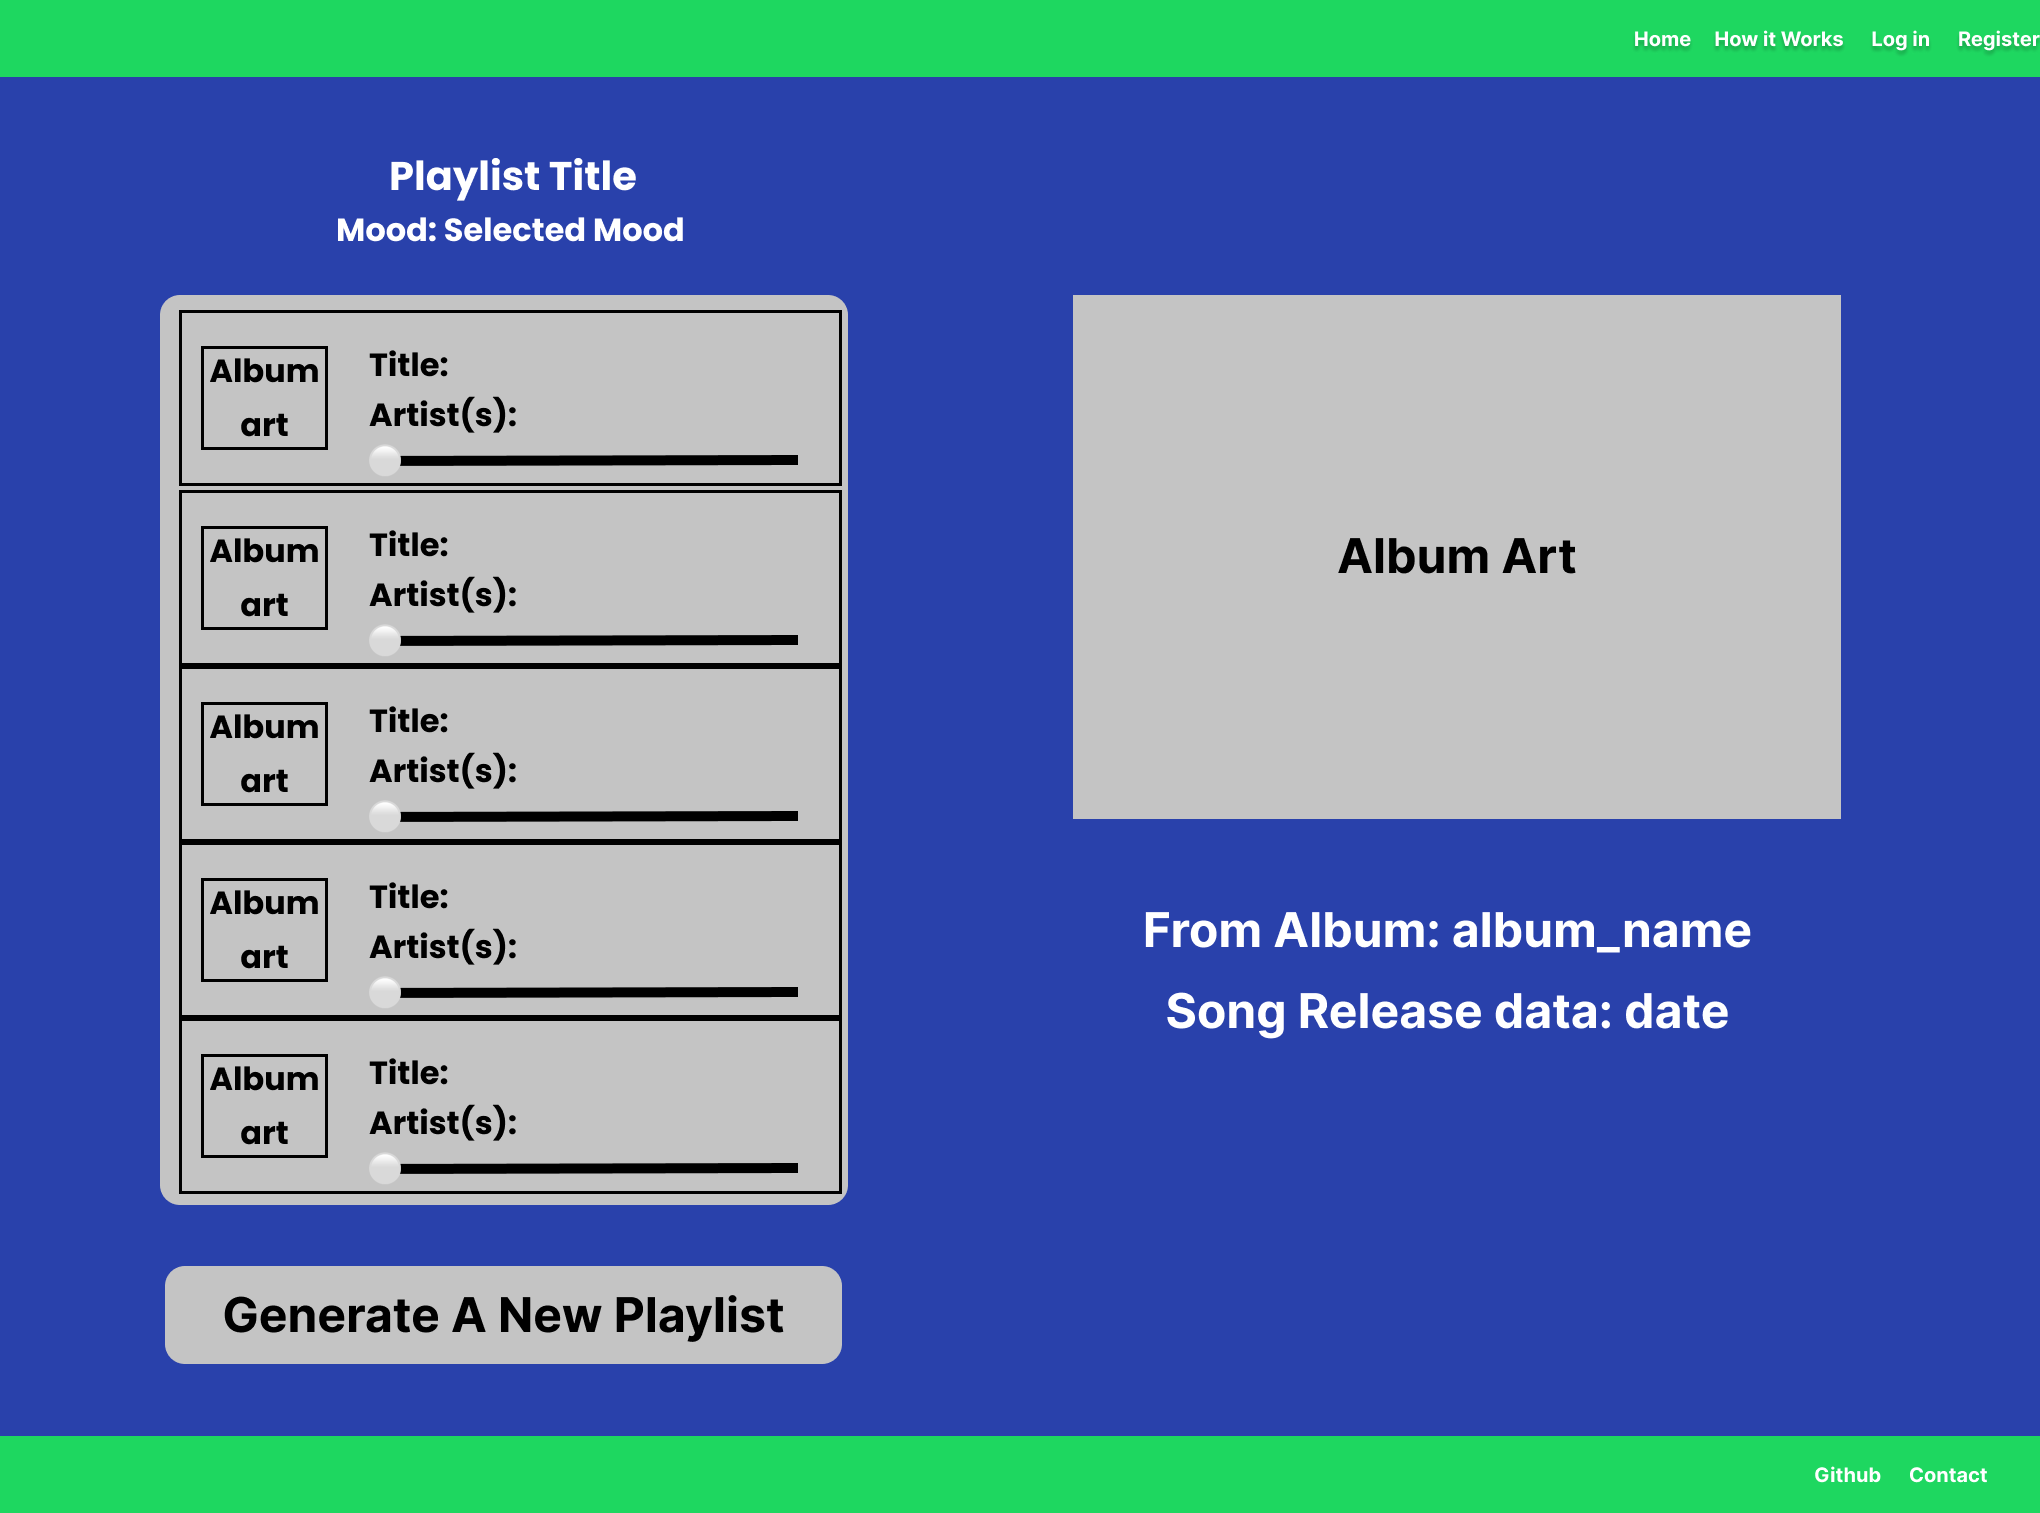 Home How it Works Log in Register
Playlist Title
Mood: Selected Mood
Album
art
Title:
Artist(s):
Album
art
Title:
Artist(s):
Album
art
Title:
Artist(s):
Album
art
Title:
Artist(s):
Album
art
Title:
Artist(s):
Generate A New Playlist
Album Art
From Album: album_name
Song Release data: date
Github Contact